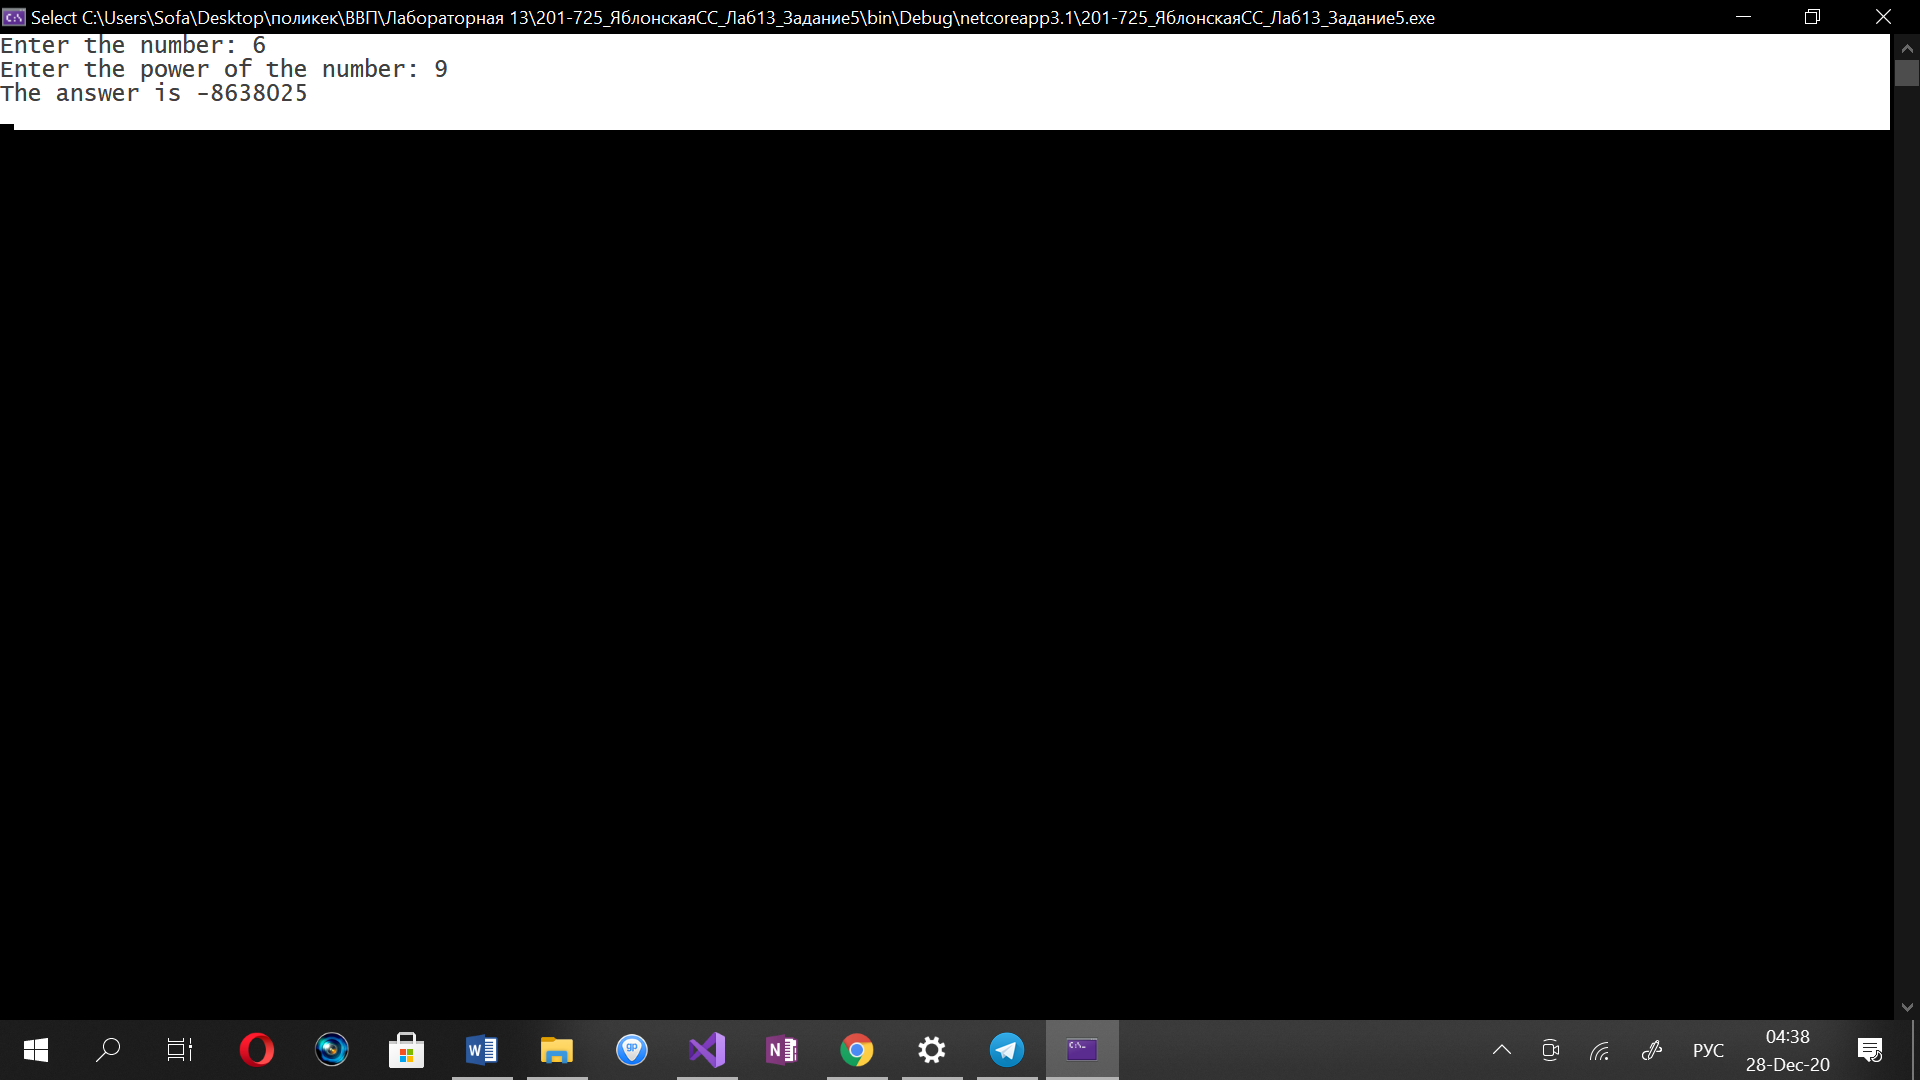 Select C:\Users\Sofa\Desktop\поликек\ВВП\Лабораторная 13\201-725_ЯблонскаяСС_Лаб13_Задание5\bin\Debug\netcoreapp3.1\201-725_ЯблонскаяСС_Лаб13_Задание5.exe
Enter the number: 6
Enter the power of the number: 9
The answer is -8638025
РУС
04:38
28-Dec-20